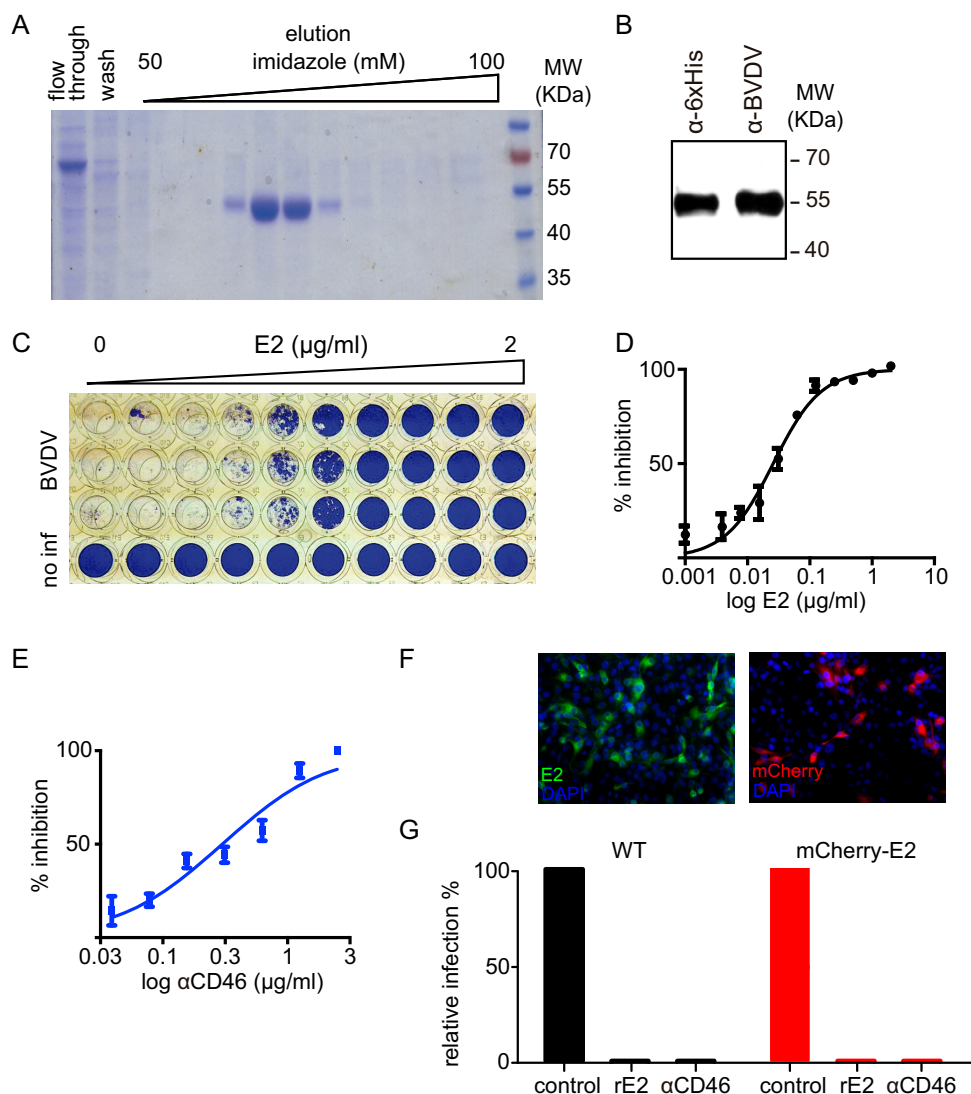 A
flow through
wash
50
elution
imidazole (mM)
100
MW
(KDa)
70
55
40
35
B
α-6xHis
α-BVDV
MW
(KDa)
- 70
- 55
- 40
C
0
E2 (µg/ml)
2
BVDV
no inf
D
% inhibition
100
50
0.001
0.01
0.1
1
10
log E2 (µg/ml)
E
% inhibition
100
50
0.03
0.1
0.3
1
3
log αCD46 (µg/ml)
F
E2
DAPI
mCherry
DAPI
G
WT
mCherry-E2
relative infection %
100
50
0
control
rE2
αCD46
control
rE2
αCD46